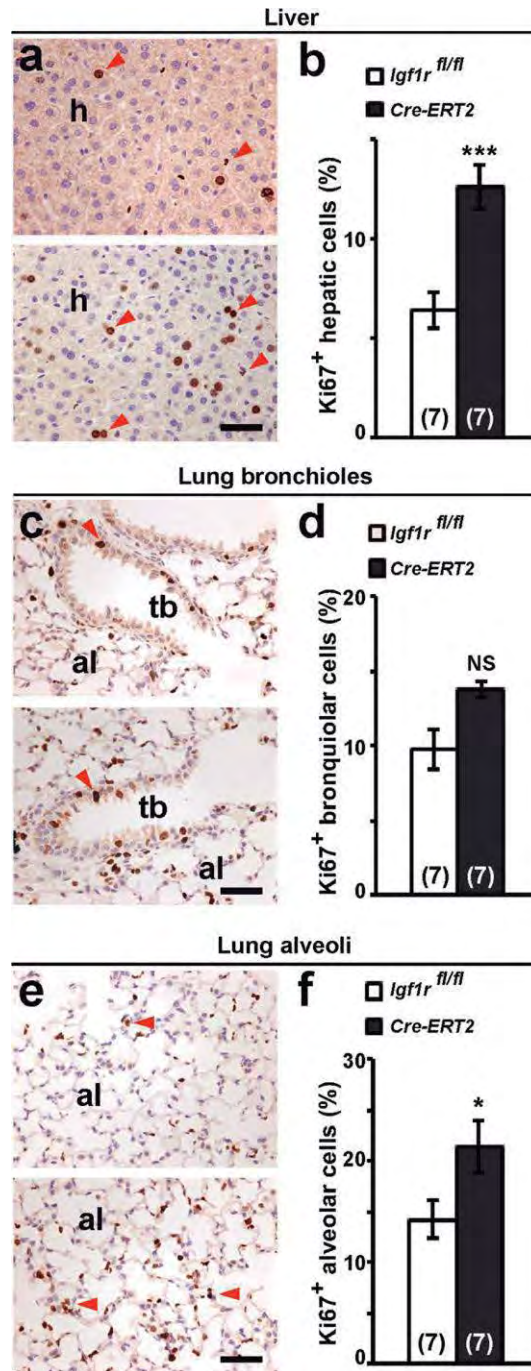 Liver
a
h
h
b
Igf1r fl/fl
Cre-ERT2
Ki67+ hepatic cells (%)
10
0
***
(7)
(7)
Lung bronchioles
c
tb
al
tb
al
d
Igf1r fl/fl
Cre-ERT2
Ki67+ bronquiolar cells (%)
20
10
0
NS
(7)
(7)
Lung alveoli
e
al
al
f
Igf1r fl/fl
Cre-ERT2
Ki67+ alveolar cells (%)
30
20
10
0
*
(7)
(7)